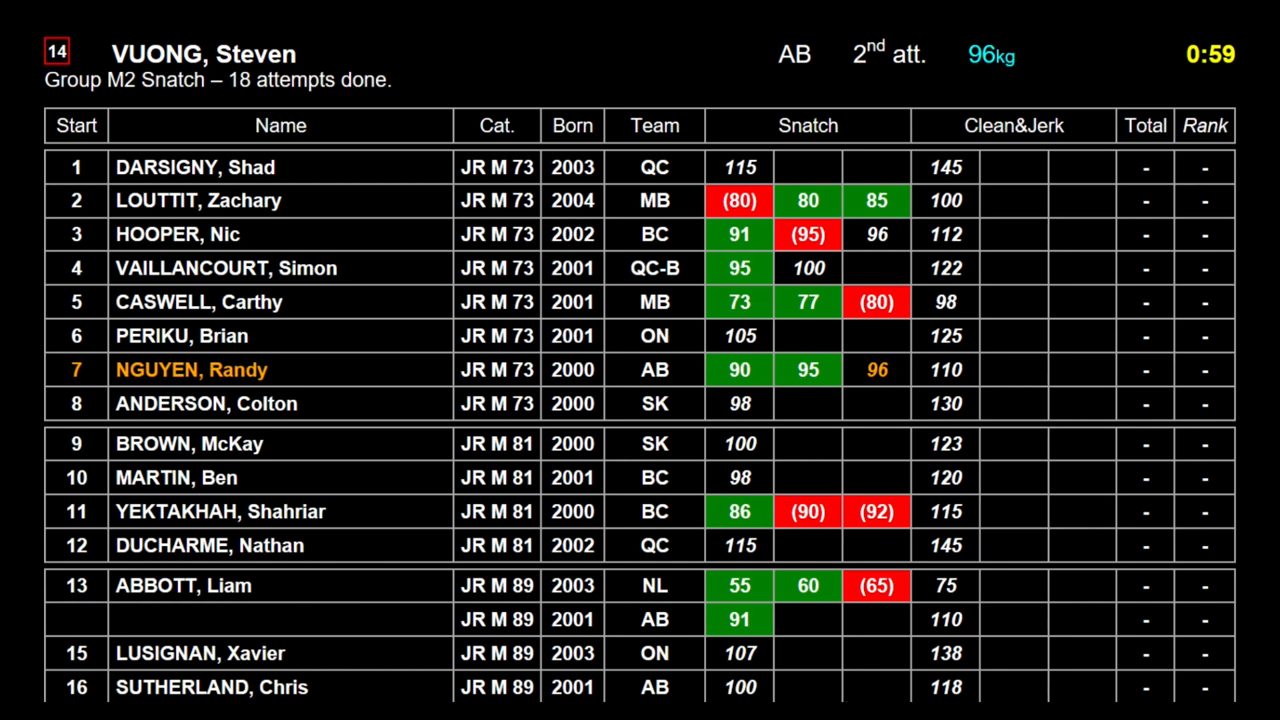 14 VUONG, Steven AB 2nd att. 96kg 0:59
Group M2 Snatch – 18 attempts done.
Start Name Cat. Born Team Snatch Clean&Jerk Total Rank
1 DARSIGNY, Shad JR M 73 2003 QC 115 145 - -
2 LOUTTIT, Zachary JR M 73 2004 MB (80) 80 85 100 - -
3 HOOPER, Nic JR M 73 2002 BC 91 (95) 96 112 - -
4 VAILLANCOURT, Simon JR M 73 2001 QC-B 95 100 122 - -
5 CASWELL, Carthy JR M 73 2001 MB 73 77 (80) 98 - -
6 PERIKU, Brian JR M 73 2001 ON 105 125 - -
7 NGUYEN, Randy JR M 73 2000 AB 90 95 96 110 - -
8 ANDERSON, Colton JR M 73 2000 SK 98 130 - -
9 BROWN, McKay JR M 81 2000 SK 100 123 - -
10 MARTIN, Ben JR M 81 2001 BC 98 120 - -
11 YEKTAKHAH, Shahriar JR M 81 2000 BC 86 (90) (92) 115 - -
12 DUCHARME, Nathan JR M 81 2002 QC 115 145 - -
13 ABBOTT, Liam JR M 89 2003 NL 55 60 (65) 75 - -
JR M 89 2001 AB 91 110 - -
15 LUSIGNAN, Xavier JR M 89 2003 ON 107 138 - -
16 SUTHERLAND, Chris JR M 89 2001 AB 100 118 - -